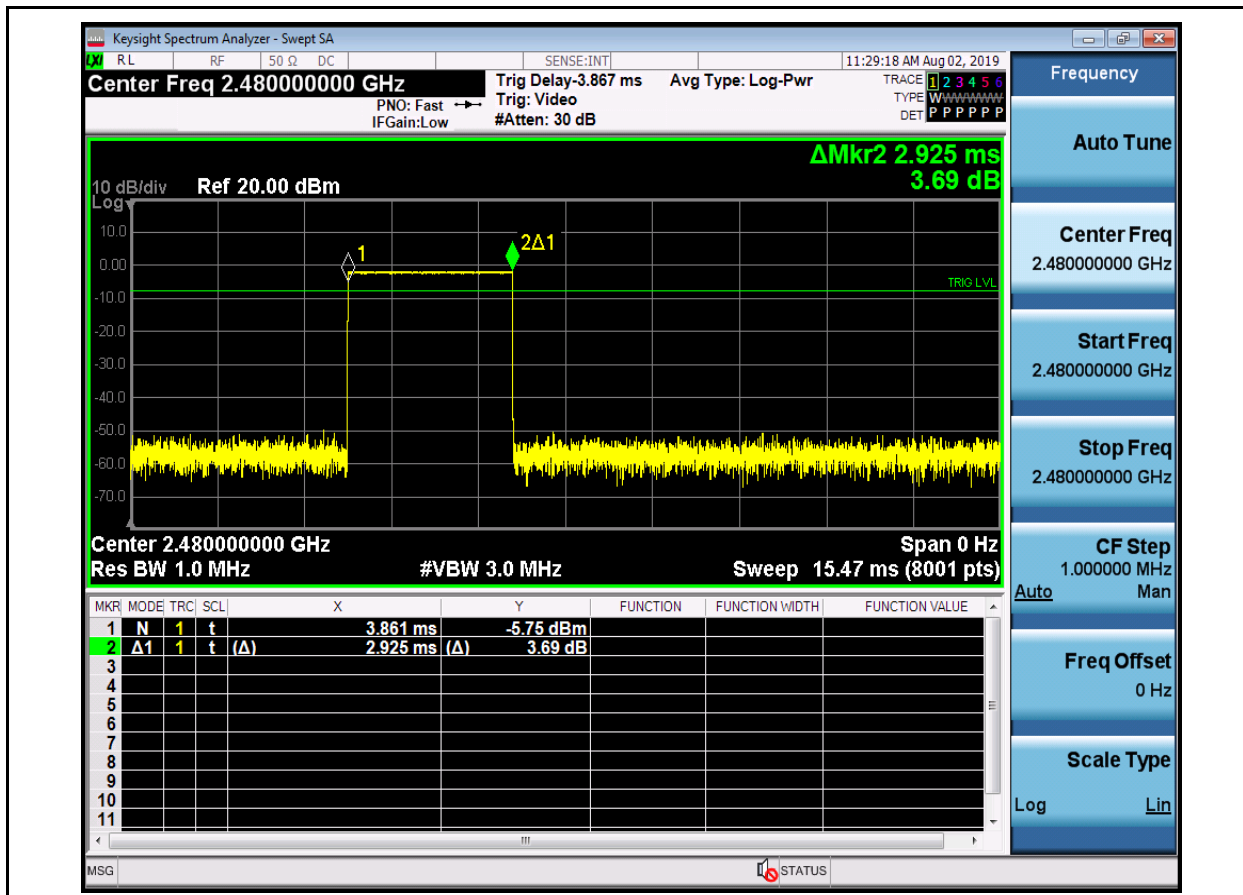 Keysight Spectrum Analyzer - Swept SA
LXI RL RF 50 Ω DC SENSE:INT 11:29:18 AM Aug 02, 2019
Center Freq 2.480000000 GHz Trig Delay-3.867 ms Avg Type: Log-Pwr TRACE 1 2 3 4 5 6
PNO: Fast Trig: Video TYPE WWWWWW
IFGain:Low #Atten: 30 dB DET P P P P P P
ΔMkr2 2.925 ms
3.69 dB
10 dB/div Ref 20.00 dBm
Log
10.0
0.00
-10.0
-20.0
-30.0
-40.0
-50.0
-60.0
-70.0
1
2Δ1
TRIG LVL
Center 2.480000000 GHz Span 0 Hz
Res BW 1.0 MHz #VBW 3.0 MHz Sweep 15.47 ms (8001 pts)
MKR MODE TRC SCL X Y FUNCTION FUNCTION WIDTH FUNCTION VALUE
1 N 1 t 3.861 ms -5.75 dBm
2 Δ1 1 t (Δ) 2.925 ms (Δ) 3.69 dB
3
4
5
6
7
8
9
10
11
MSG STATUS
Frequency
Auto Tune
Center Freq
2.480000000 GHz
Start Freq
2.480000000 GHz
Stop Freq
2.480000000 GHz
CF Step
1.000000 MHz
Auto Man
Freq Offset
0 Hz
Scale Type
Log Lin